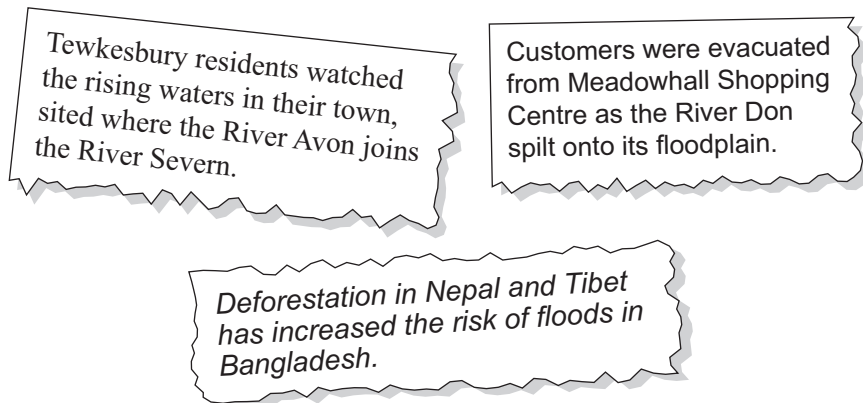 Tewkesbury residents watched
the rising waters in their town,
sited where the River Avon joins
the River Severn.
Customers were evacuated
from Meadowhall Shopping
Centre as the River Don
spilt onto its floodplain.
Deforestation in Nepal and Tibet
has increased the risk of floods in
Bangladesh.